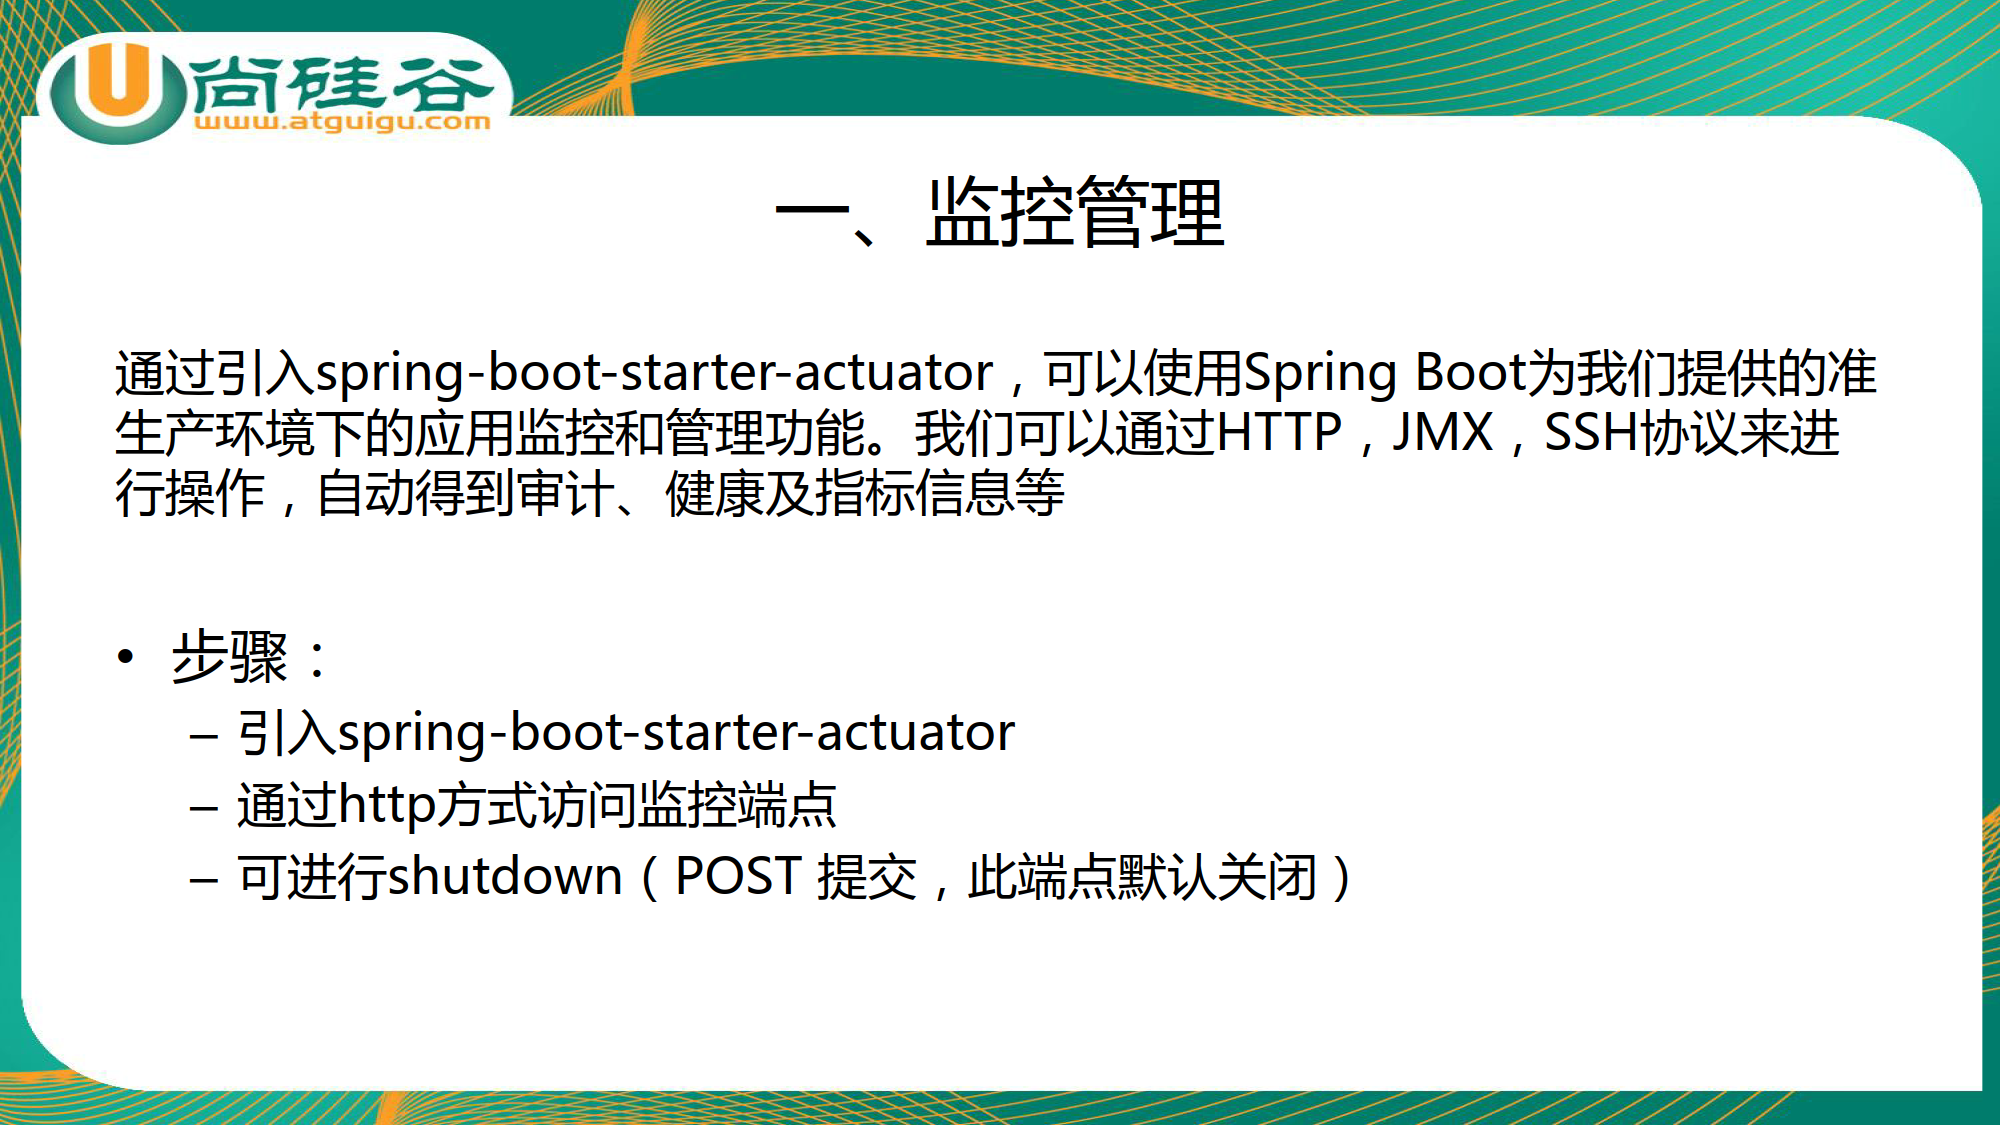 尚硅谷
www.atguigu.com
一、监控管理
通过引入spring-boot-starter-actuator，可以使用Spring Boot为我们提供的准
生产环境下的应用监控和管理功能。我们可以通过HTTP，JMX，SSH协议来进
行操作，自动得到审计、健康及指标信息等
• 步骤：
– 引入spring-boot-starter-actuator
– 通过http方式访问监控端点
– 可进行shutdown（POST 提交，此端点默认关闭）